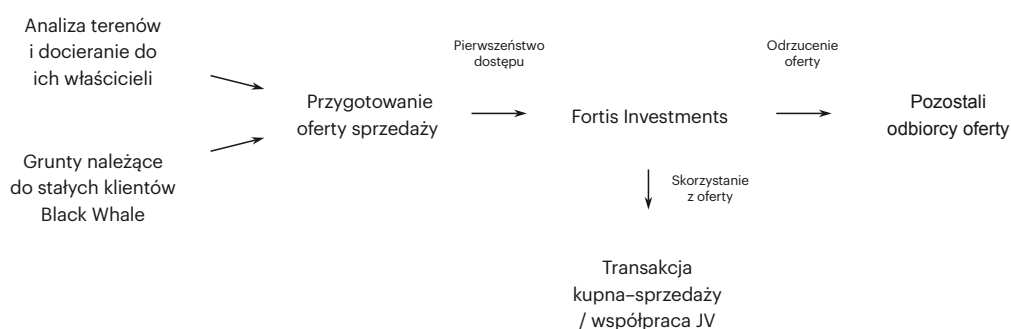 Analiza terenów
i docieranie do
ich właścicieli
Grunty należące
do stałych klientów
Black Whale
Przygotowanie
oferty sprzedaży
Pierwszeństwo
dostępu
Fortis Investments
Odrzucenie
oferty
Pozostali
odbiorcy oferty
Skorzystanie
z oferty
Transakcja
kupna–sprzedaży
/ współpraca JV